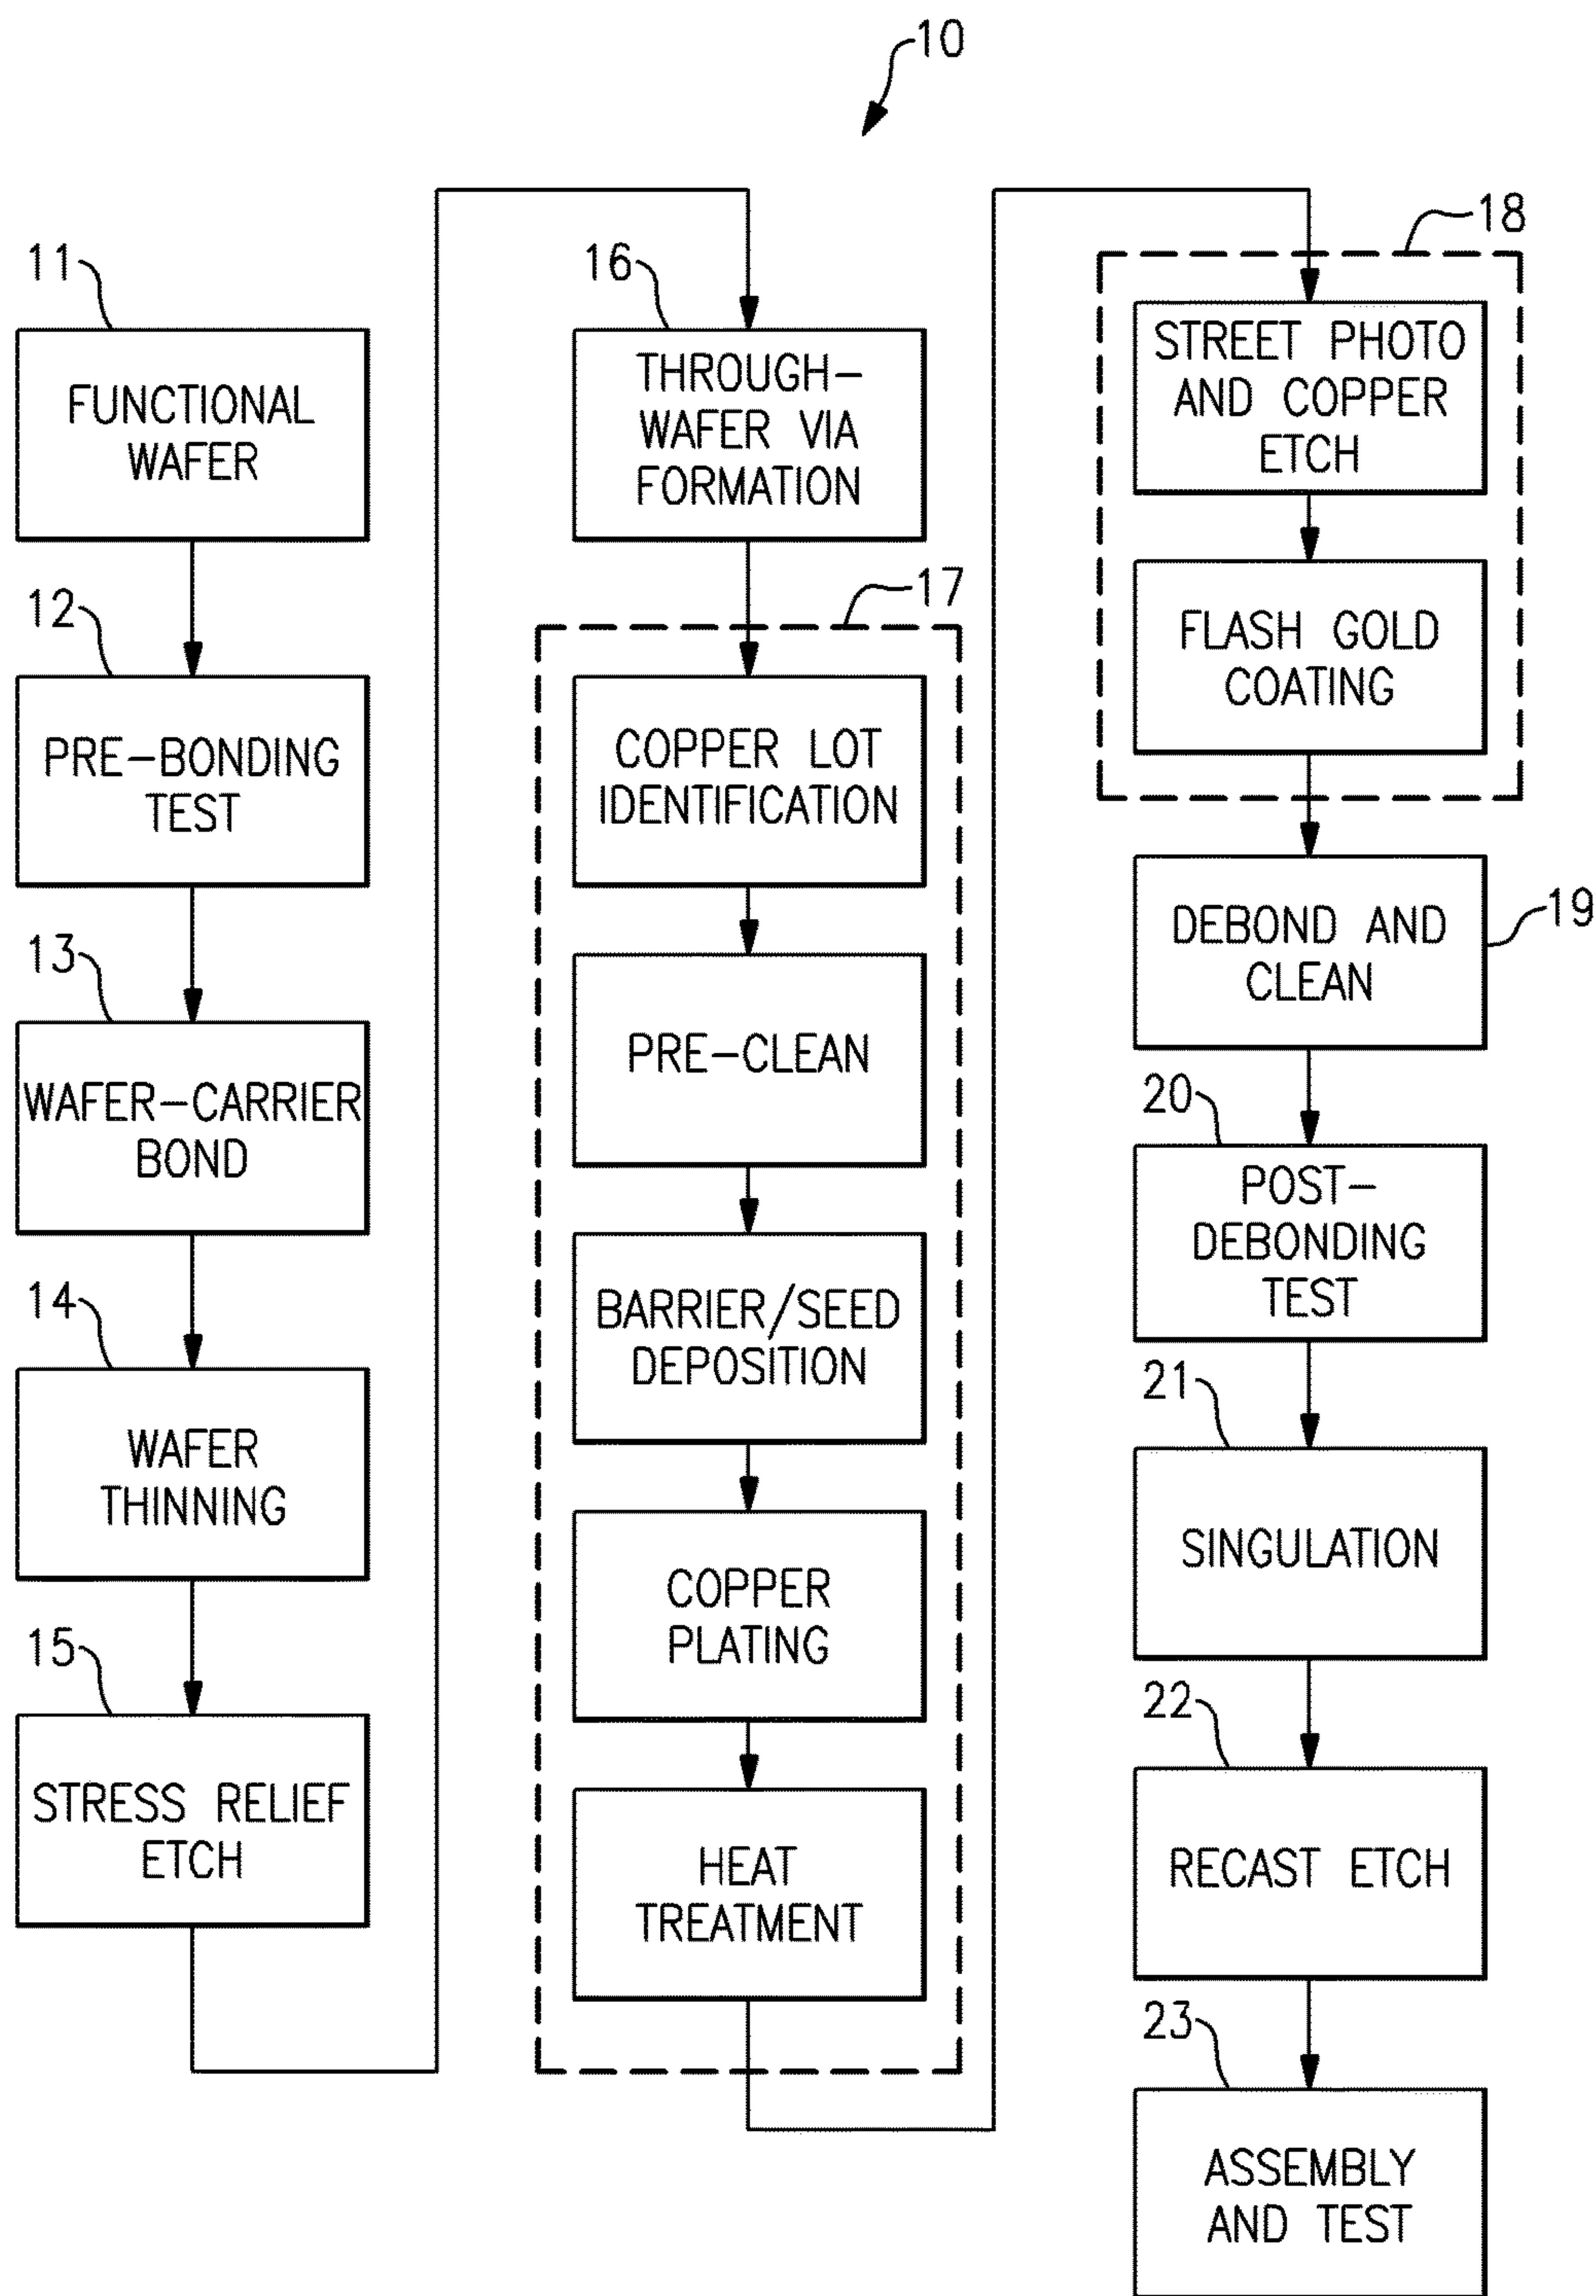 10
11
FUNCTIONAL
WAFER
12
PRE-BONDING
TEST
13
WAFER-CARRIER
BOND
14
WAFER
THINNING
15
STRESS RELIEF
ETCH
16
THROUGH-
WAFER VIA
FORMATION
17
COPPER LOT
IDENTIFICATION
PRE-CLEAN
BARRIER/SEED
DEPOSITION
COPPER
PLATING
HEAT
TREATMENT
18
STREET PHOTO
AND COPPER
ETCH
FLASH GOLD
COATING
DEBOND AND
CLEAN
19
20
POST-
DEBONDING
TEST
21
SINGULATION
22
RECAST ETCH
23
ASSEMBLY
AND TEST